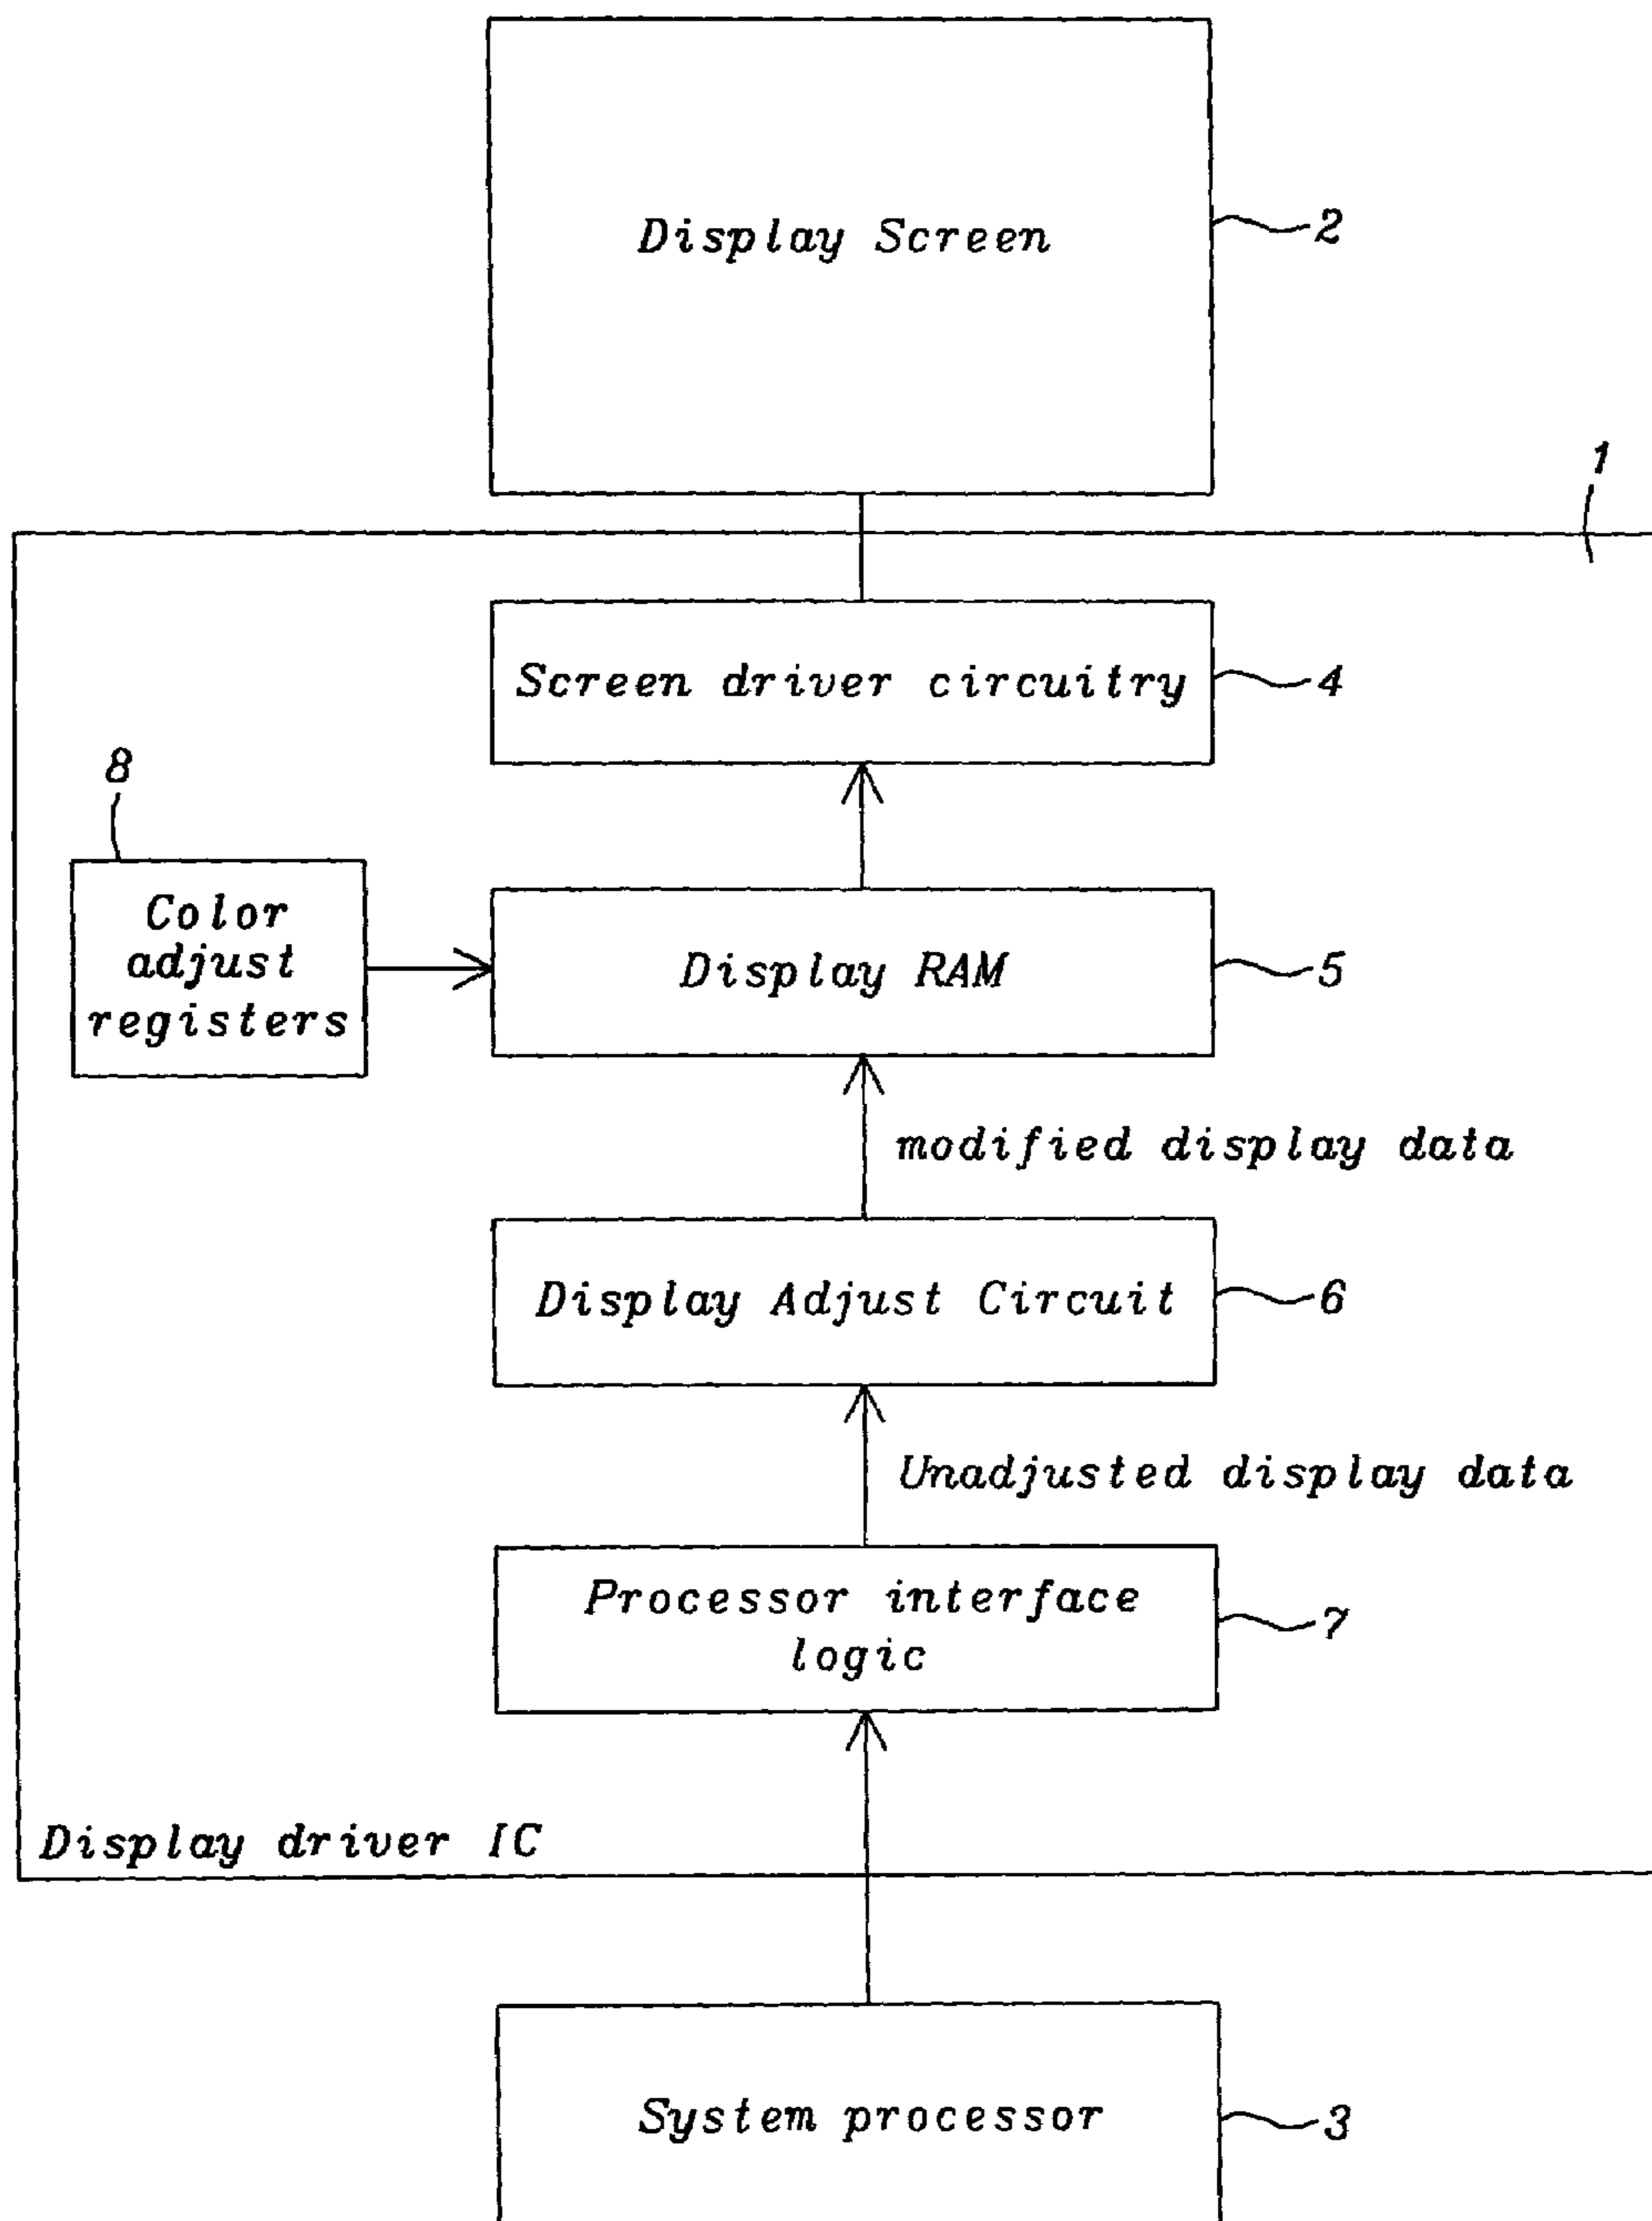 Display Screen
2
1
Screen driver circuitry
4
8
Color
adjust
registers
Display RAM
5
modified display data
Display Adjust Circuit
6
Unadjusted display data
Processor interface
logic
7
Display driver IC
System processor
3